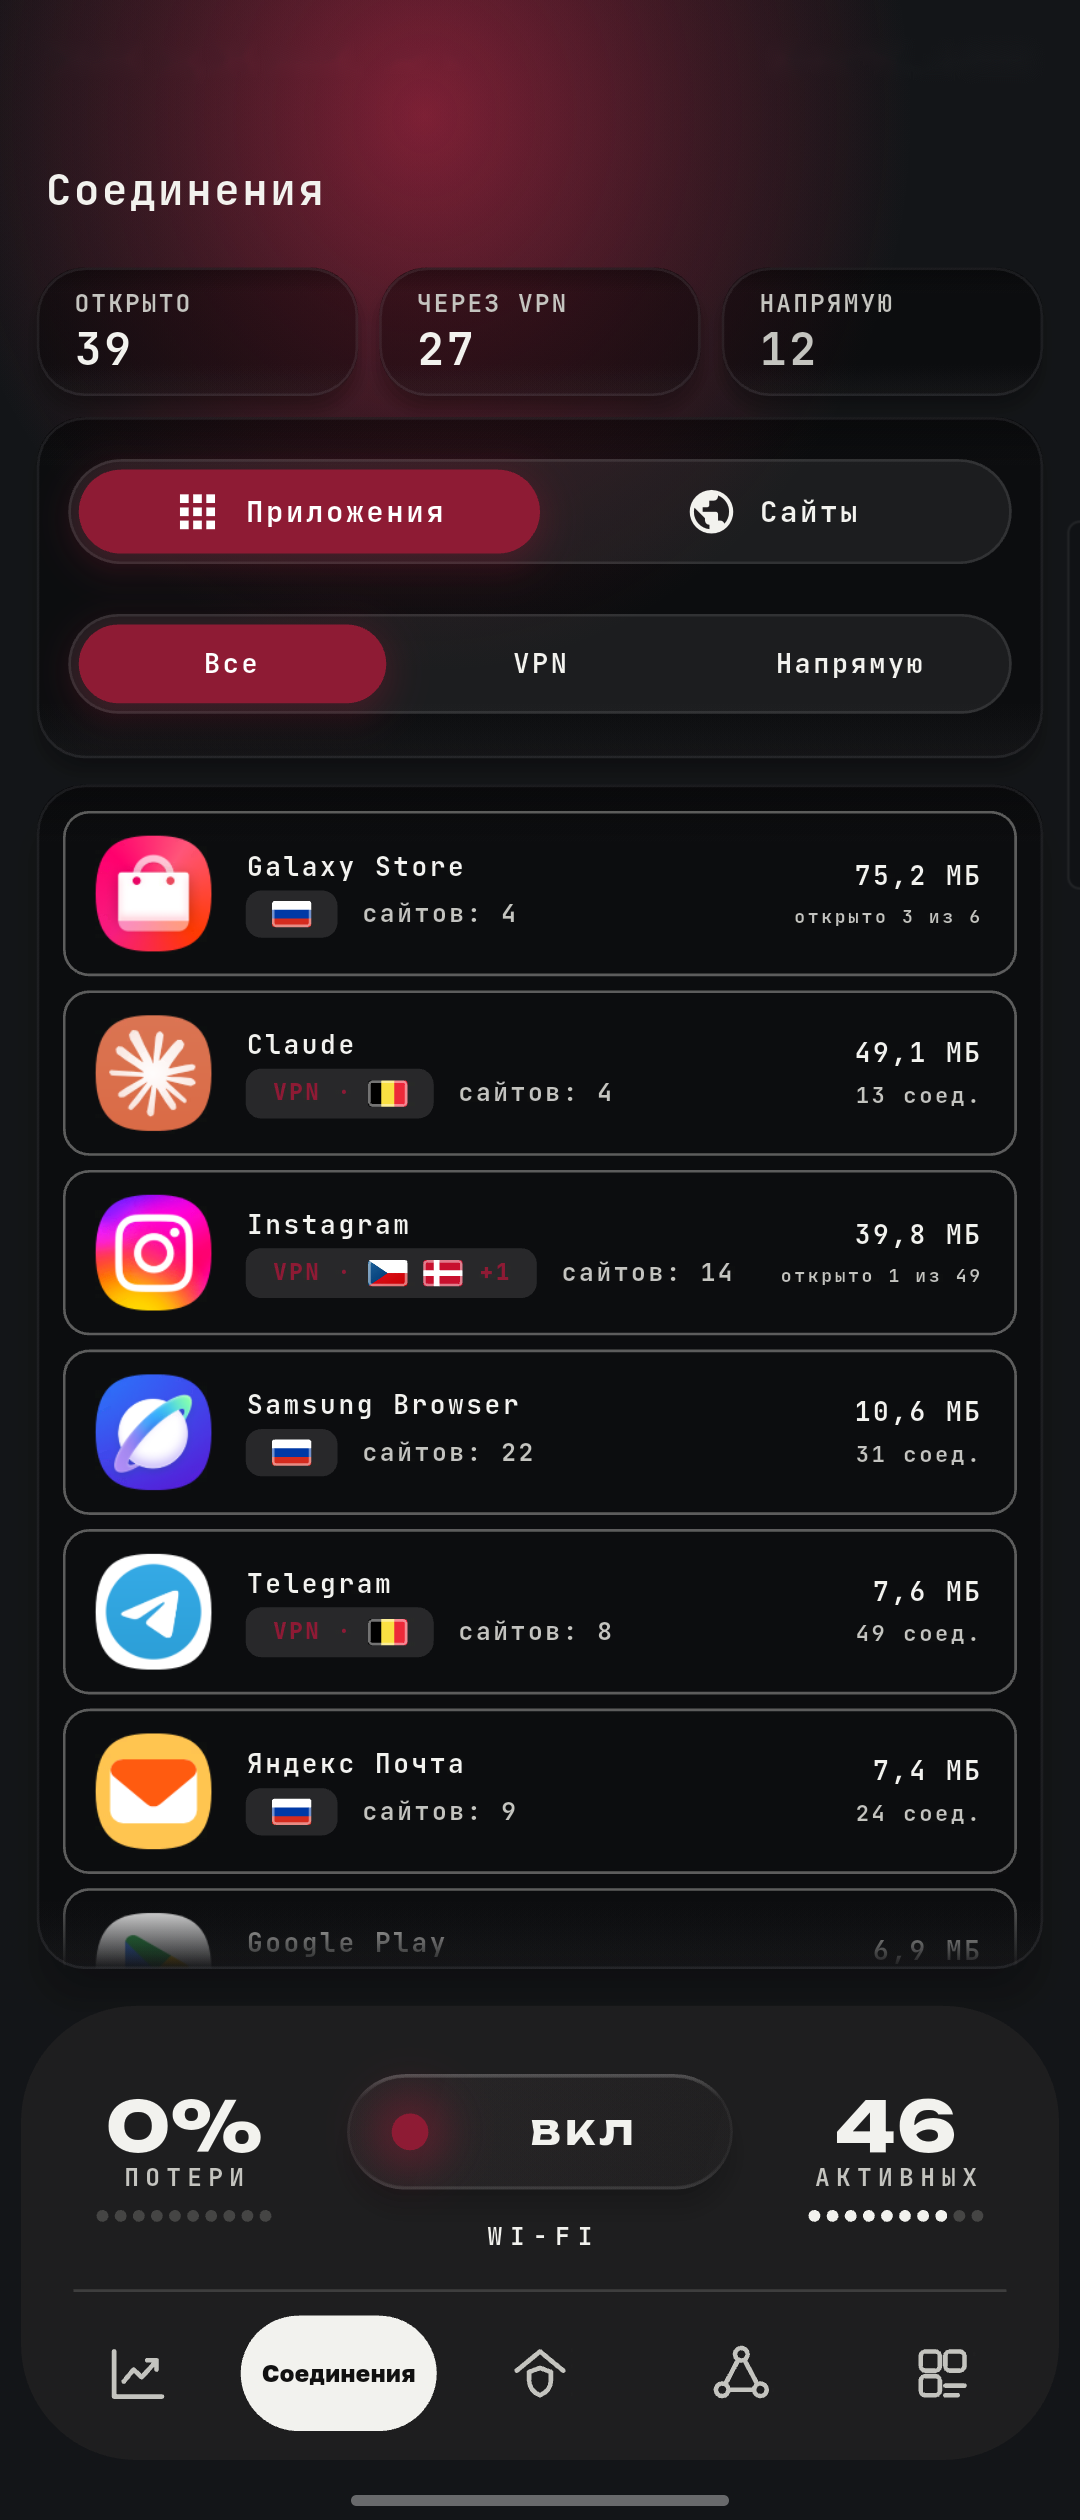 Соединения
ОТКРЫТО
39
ЧЕРЕЗ VPN
27
НАПРЯМУЮ
12
Приложения
Сайты
Все
VPN
Напрямую
Galaxy Store
сайтов: 4
75,2 МБ
открыто 3 из 6
Claude
VPN ·
сайтов: 4
49,1 МБ
13 соед.
Instagram
VPN ·
+1
сайтов: 14
39,8 МБ
открыто 1 из 49
Samsung Browser
сайтов: 22
10,6 МБ
31 соед.
Telegram
VPN ·
сайтов: 8
7,6 МБ
49 соед.
Яндекс Почта
сайтов: 9
7,4 МБ
24 соед.
Google Play
6,9 МБ
0%
ПОТЕРИ
вкл
WI-FI
46
АКТИВНЫХ
Соединения